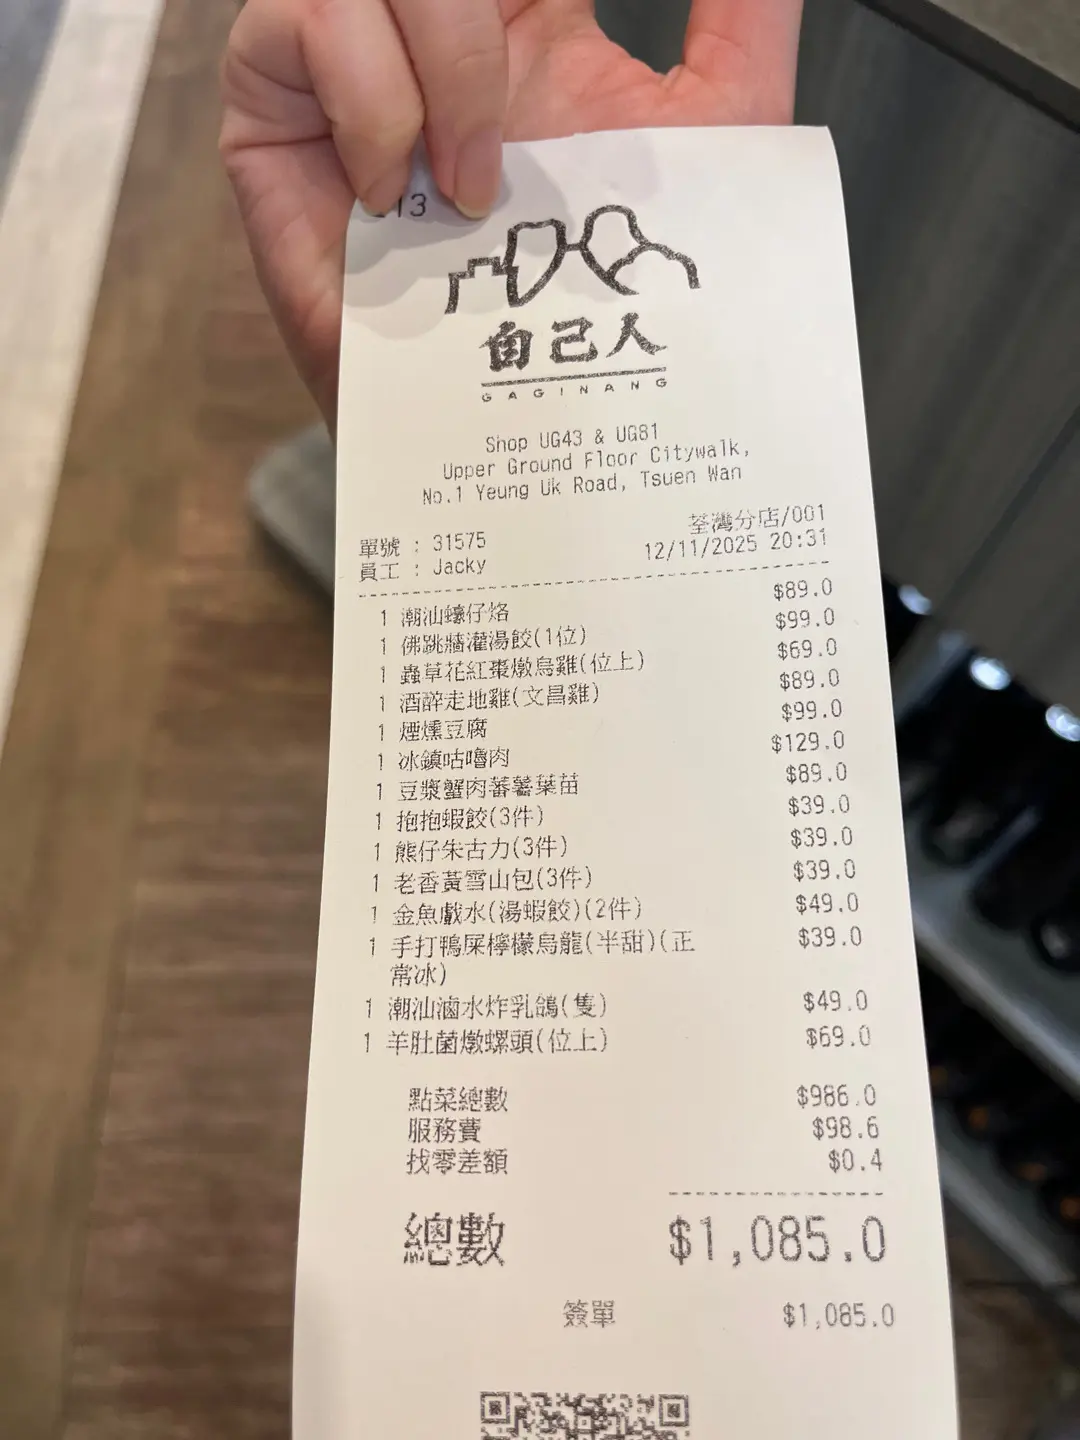 13
自己人
GAGINANG
Shop UG43 & UG81
Upper Ground Floor Citywalk,
No.1 Yeung Uk Road, Tsuen Wan
荃灣分店/001
單號 : 31575 12/11/2025 20:31
員工 : Jacky
1 潮汕蠔仔烙 $89.0
1 佛跳牆灌湯餃(1位) $99.0
1 蟲草花紅棗燉烏雞(位上) $69.0
1 酒醉走地雞(文昌雞) $89.0
1 煙燻豆腐 $99.0
1 冰鎮咕嚕肉 $129.0
1 豆漿蟹肉蕃薯葉苗 $89.0
1 抱抱蝦餃(3件) $39.0
1 熊仔朱古力(3件) $39.0
1 老香黃雪山包(3件) $39.0
1 金魚戲水(湯蝦餃)(2件) $49.0
1 手打鴨屎檸檬烏龍(半甜)(正 $39.0
常冰)
1 潮汕滷水炸乳鴿(隻) $49.0
1 羊肚菌燉螺頭(位上) $69.0
點菜總數 $986.0
服務費 $98.6
找零差額 $0.4
總數 $1,085.0
簽單 $1,085.0